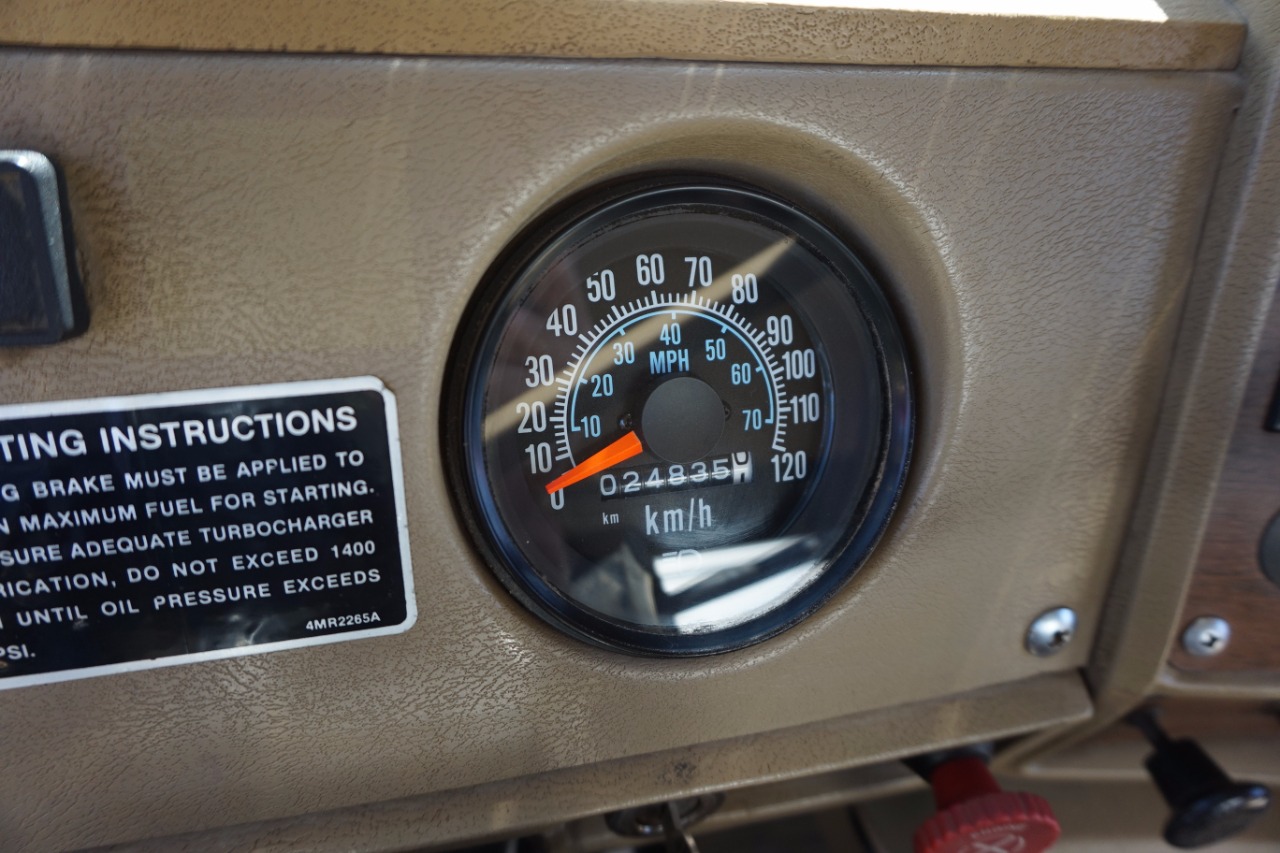 TING INSTRUCTIONS
G BRAKE MUST BE APPLIED TO
N MAXIMUM FUEL FOR STARTING.
SURE ADEQUATE TURBOCHARGER
RICATION, DO NOT EXCEED 1400
UNTIL OIL PRESSURE EXCEEDS
PSI.
4MR2265A
0 10 20 30 40 50 60 70 80 90 100 110 120
10 20 30 40 50 60 70
MPH
024835
km
km/h